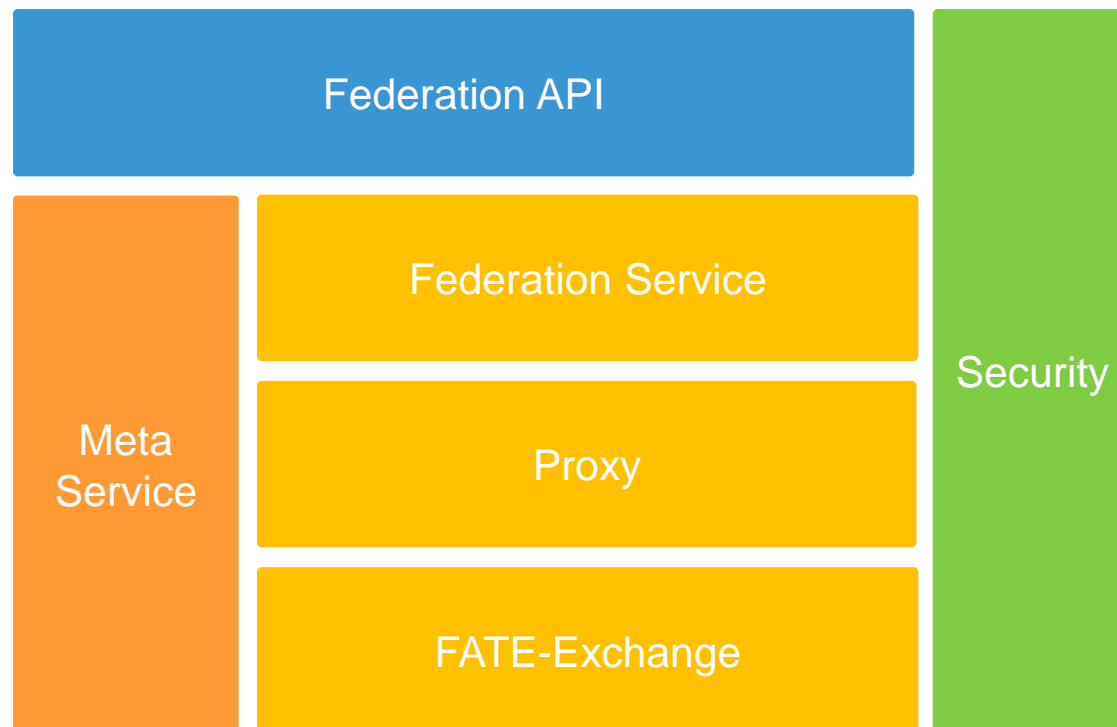 Federation API
Federation Service
Security
Meta
Service
Proxy
FATE-Exchange